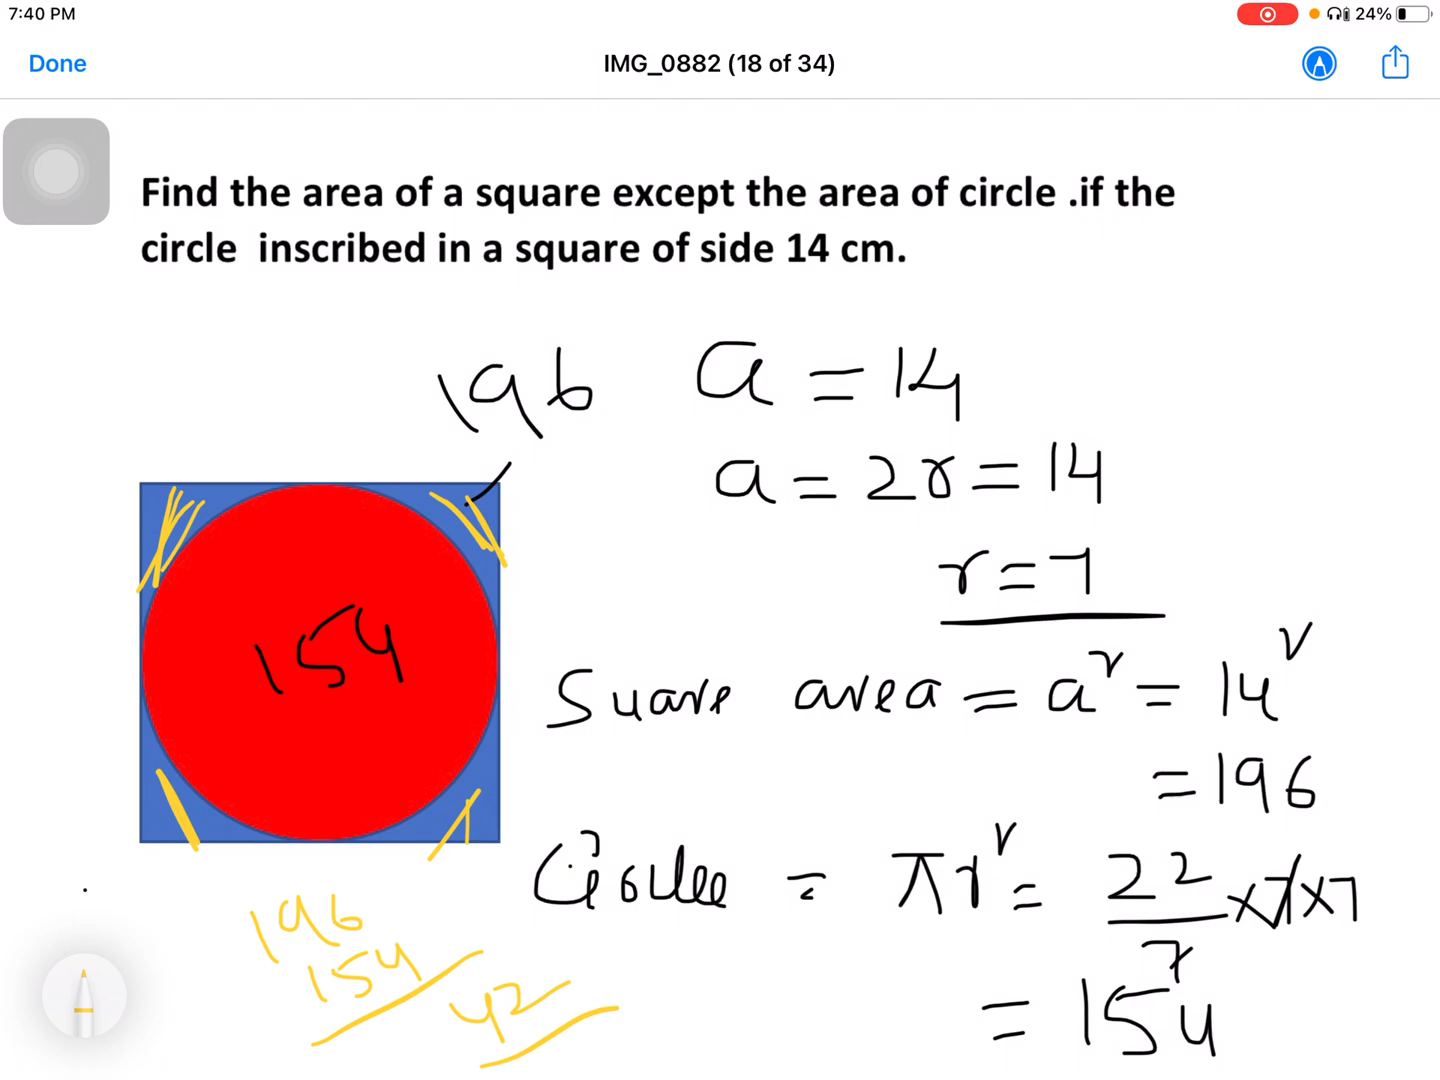 7:40 PM
24%
Done
IMG_0882 (18 of 34)
Find the area of a square except the area of circle .if the
circle inscribed in a square of side 14 cm.
196
a = 14
a = 2r = 14
r = 7
154
Suare area = a² = 14²
= 196
Circle = πr² = 22/7 × 7 × 7
= 154
196
154
42